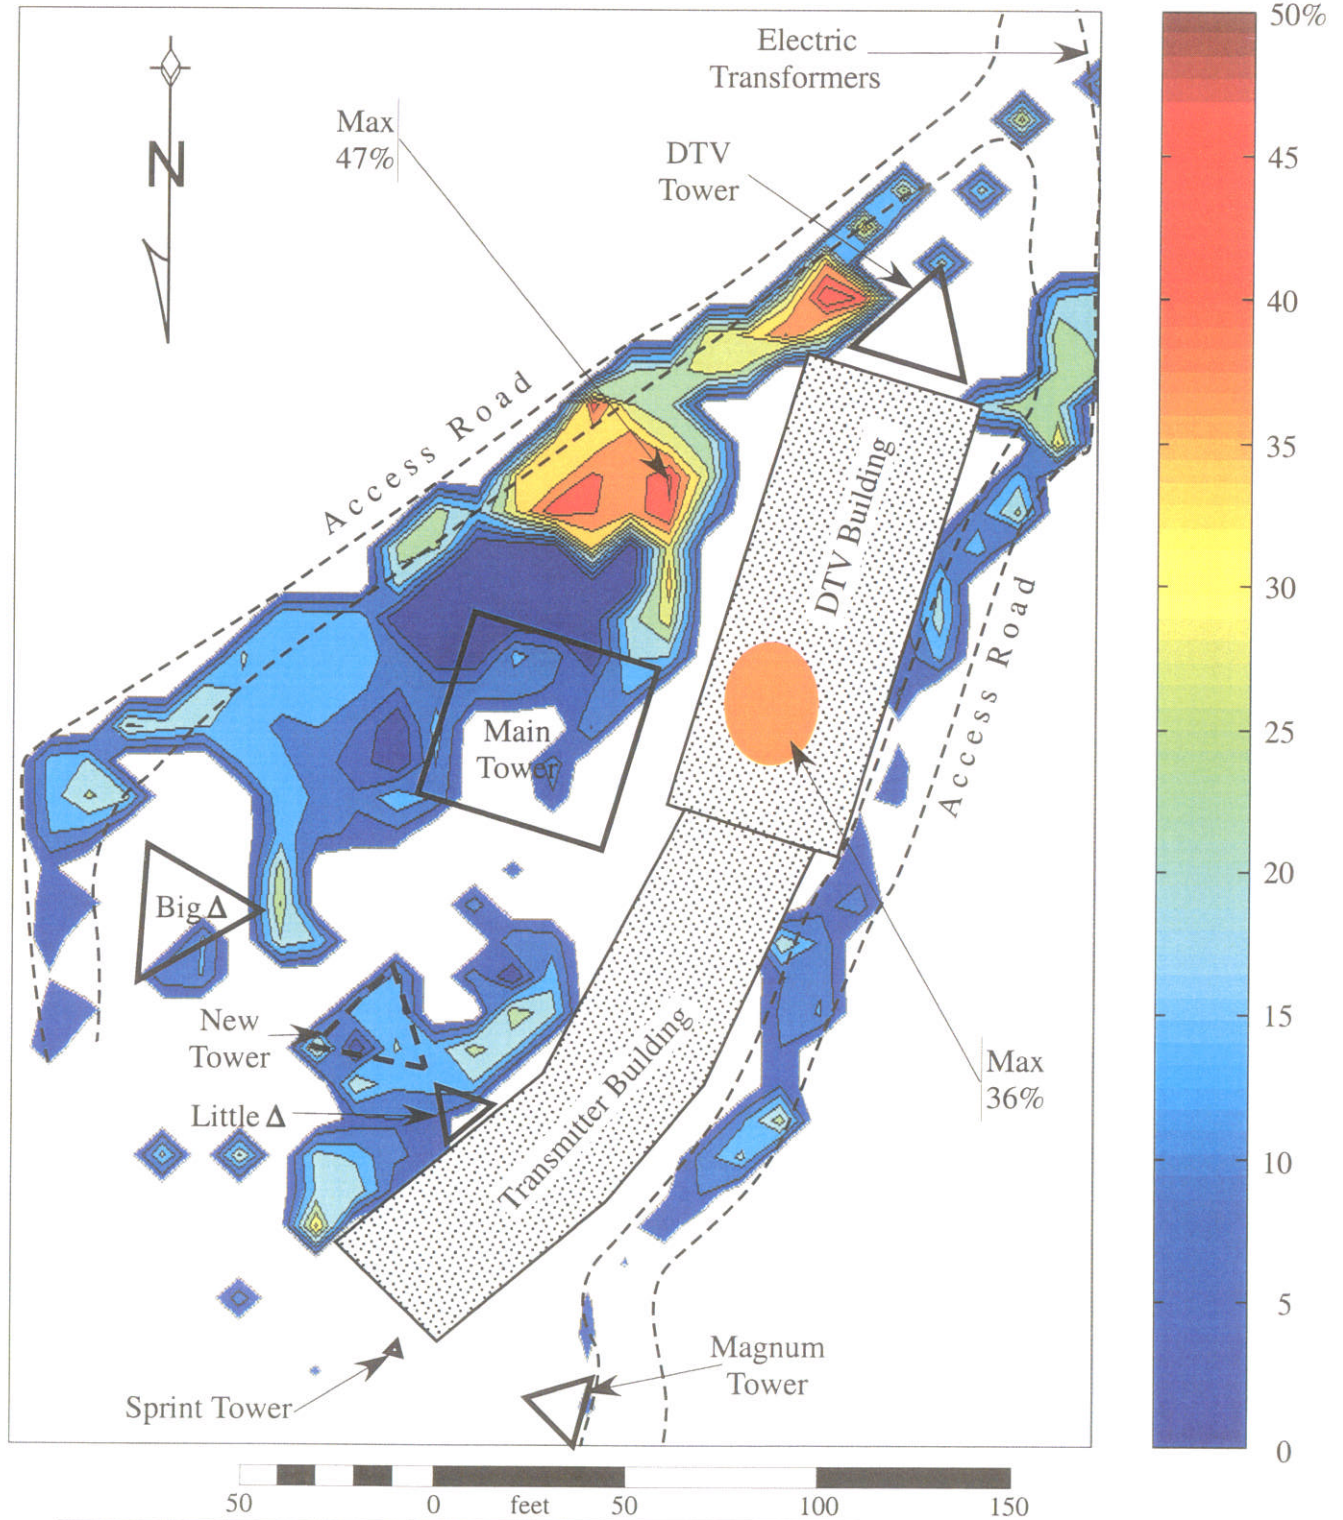 Electric
Transformers
50%
Max
47%
N
DTV
Tower
45
40
Access Road
35
DTV Building
30
Access Road
25
Main
Tower
20
Big Δ
15
New
Tower
Transmitter Building
Max
36%
Little Δ
10
5
Magnum
Tower
Sprint Tower
0
50 0 feet 50 100 150